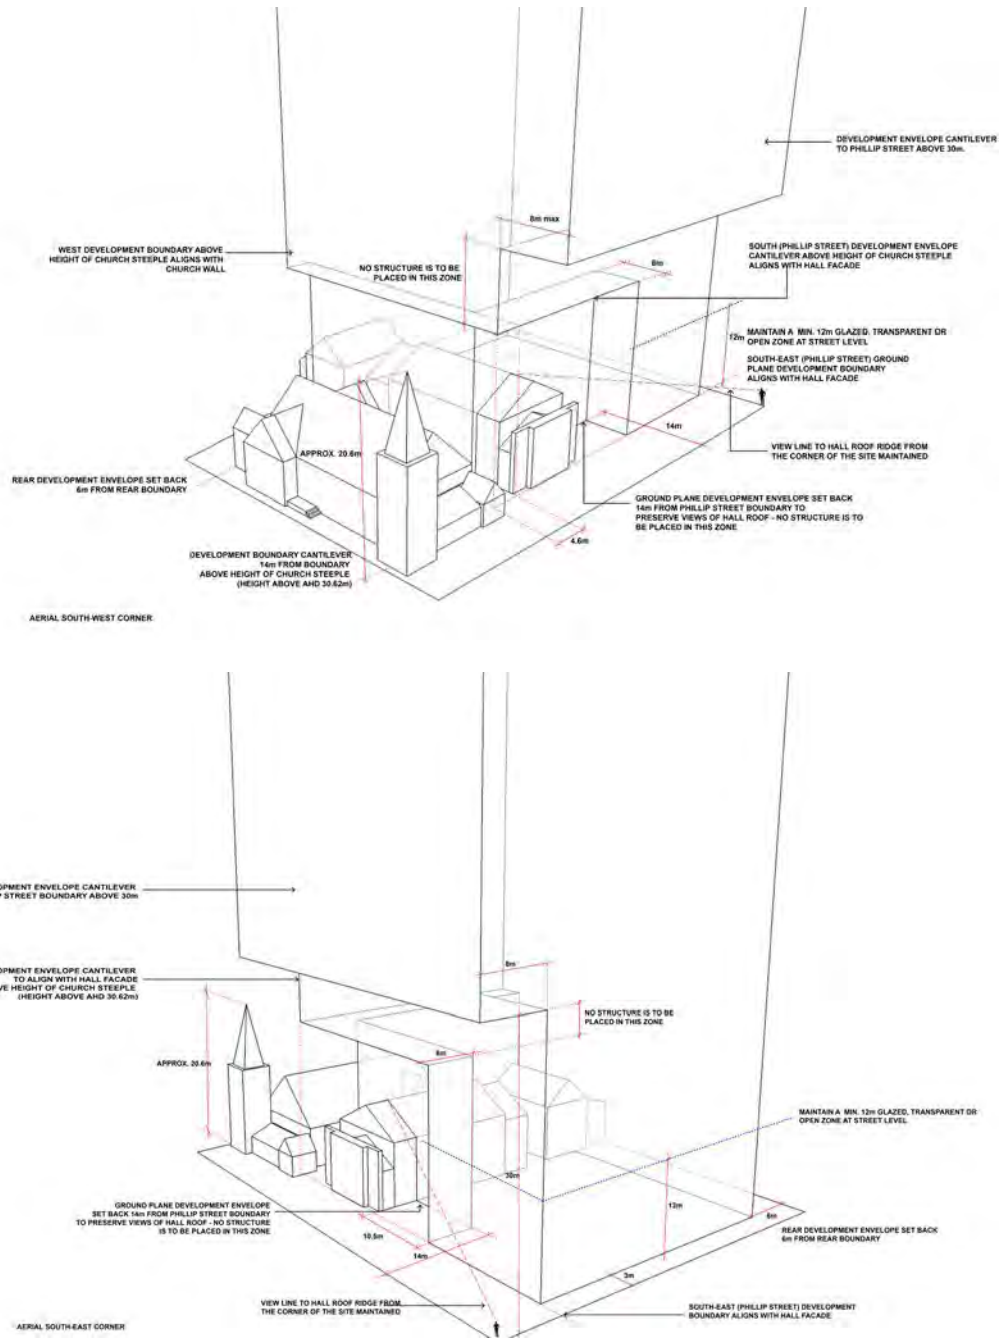 DEVELOPMENT ENVELOPE CANTILEVER
TO PHILLIP STREET ABOVE 30m.
8m max
WEST DEVELOPMENT BOUNDARY ABOVE
HEIGHT OF CHURCH STEEPLE ALIGNS WITH
CHURCH WALL
NO STRUCTURE IS TO BE
PLACED IN THIS ZONE
SOUTH (PHILLIP STREET) DEVELOPMENT ENVELOPE
CANTILEVER ABOVE HEIGHT OF CHURCH STEEPLE
ALIGNS WITH HALL FACADE
12m
MAINTAIN A MIN. 12m GLAZED, TRANSPARENT OR
OPEN ZONE AT STREET LEVEL
SOUTH-EAST (PHILLIP STREET) GROUND
PLANE DEVELOPMENT BOUNDARY
ALIGNS WITH HALL FACADE
14m
VIEW LINE TO HALL ROOF RIDGE FROM
THE CORNER OF THE SITE MAINTAINED
APPROX. 20.6m
REAR DEVELOPMENT ENVELOPE SET BACK
6m FROM REAR BOUNDARY
GROUND PLANE DEVELOPMENT ENVELOPE SET BACK
14m FROM PHILLIP STREET BOUNDARY TO
PRESERVE VIEWS OF HALL ROOF - NO STRUCTURE IS TO
BE PLACED IN THIS ZONE
4.6m
DEVELOPMENT BOUNDARY CANTILEVER
14m FROM BOUNDARY
ABOVE HEIGHT OF CHURCH STEEPLE
(HEIGHT ABOVE AHD 30.62m)
AERIAL SOUTH-WEST CORNER
OPMENT ENVELOPE CANTILEVER
P STREET BOUNDARY ABOVE 30m
OPMENT ENVELOPE CANTILEVER
TO ALIGN WITH HALL FACADE
VE HEIGHT OF CHURCH STEEPLE
(HEIGHT ABOVE AHD 30.62m)
NO STRUCTURE IS TO BE
PLACED IN THIS ZONE
APPROX. 20.6m
MAINTAIN A MIN. 12m GLAZED, TRANSPARENT OR
OPEN ZONE AT STREET LEVEL
30m
GROUND PLANE DEVELOPMENT ENVELOPE
SET BACK 14m FROM PHILLIP STREET BOUNDARY
TO PRESERVE VIEWS OF HALL ROOF - NO STRUCTURE
IS TO BE PLACED IN THIS ZONE
6m
REAR DEVELOPMENT ENVELOPE SET BACK
6m FROM REAR BOUNDARY
14m
3m
VIEW LINE TO HALL ROOF RIDGE FROM
THE CORNER OF THE SITE MAINTAINED
SOUTH-EAST (PHILLIP STREET) DEVELOPMENT
BOUNDARY ALIGNS WITH HALL FACADE
AERIAL SOUTH-EAST CORNER